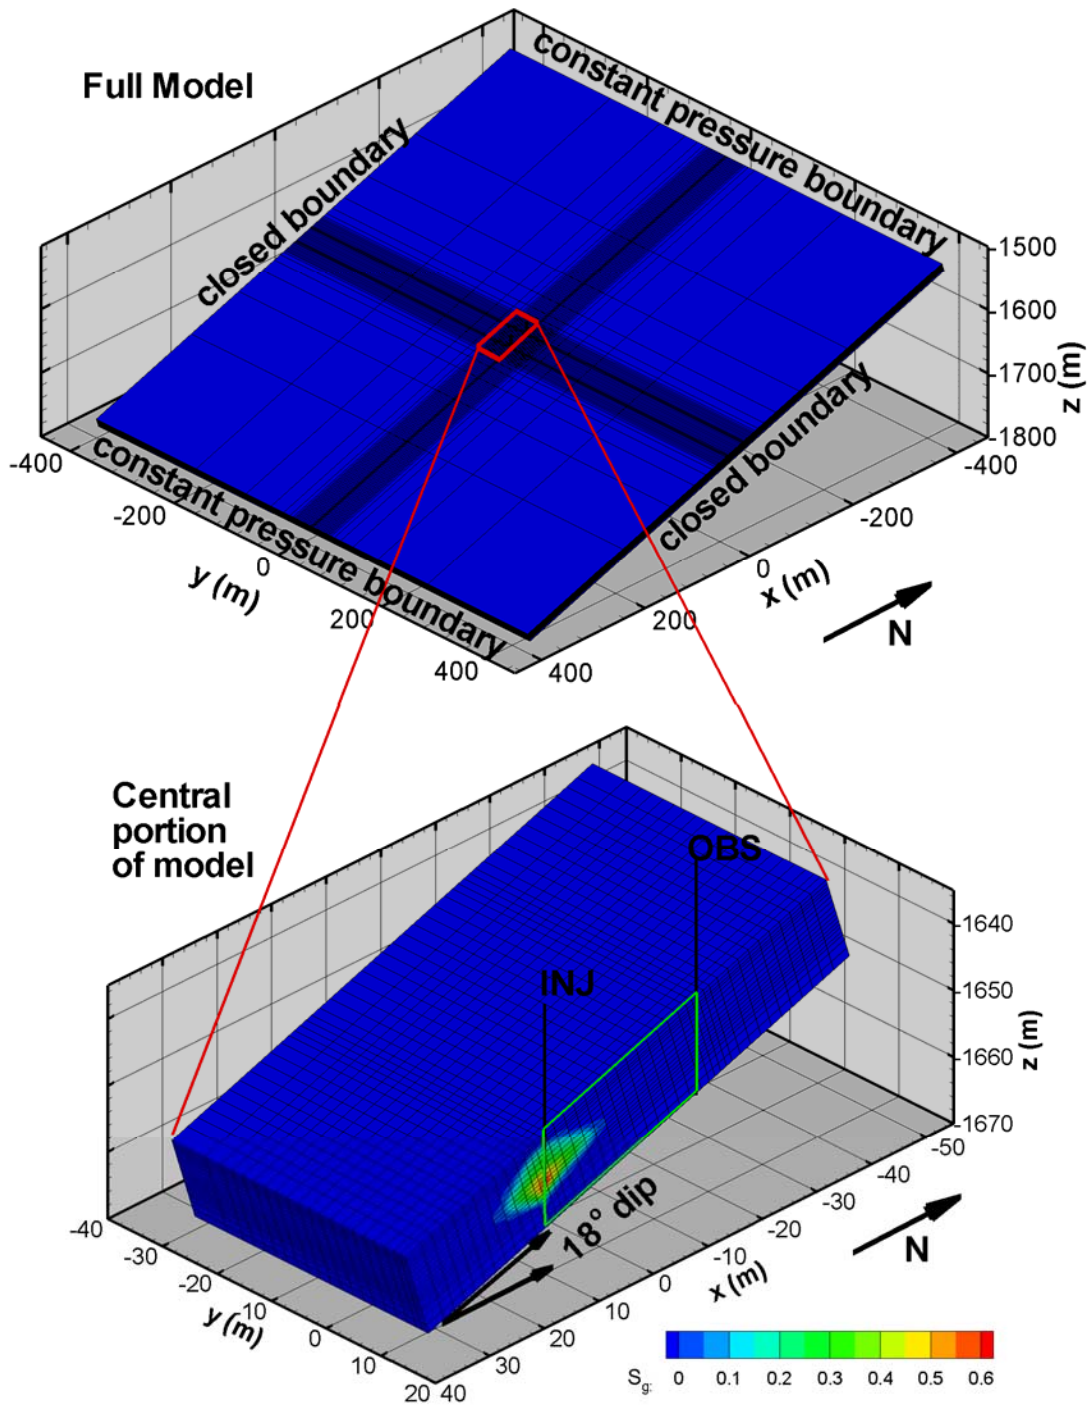 Full Model
constant pressure boundary
closed boundary
1500
1600
1700
1800
z (m)
closed boundary
constant pressure boundary
-400
-200
0
200
400
y (m)
-400
-200
0
200
400
x (m)
N
Central
portion
of model
OBS
INJ
1640
1650
1660
1670
z (m)
18° dip
-40
-30
-20
-10
0
10
20
y (m)
-50
-40
-30
-20
-10
0
10
20
30
40
x (m)
N
Sg: 0 0.1 0.2 0.3 0.4 0.5 0.6